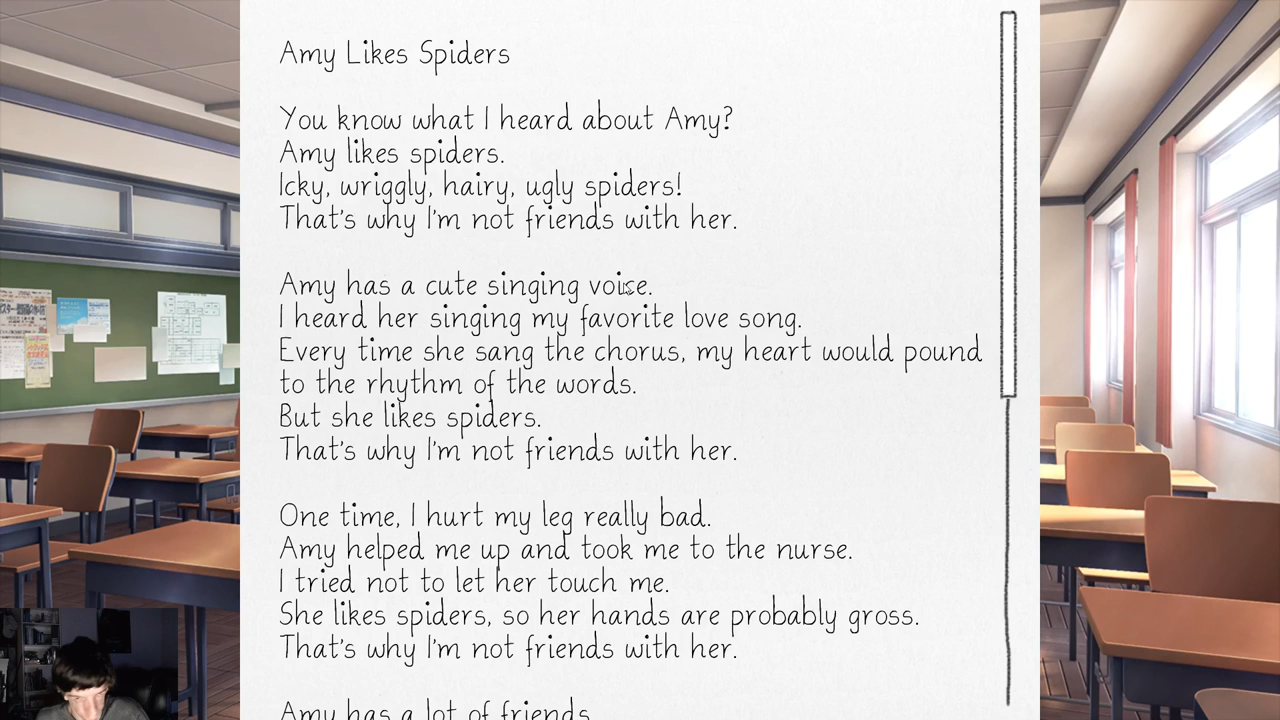 Amy Likes Spiders
You know what I heard about Amy?
Amy likes spiders.
Icky, wriggly, hairy, ugly spiders!
That's why I'm not friends with her.
Amy has a cute singing voice.
I heard her singing my favorite love song.
Every time she sang the chorus, my heart would pound
to the rhythm of the words.
But she likes spiders.
That's why I'm not friends with her.
One time, I hurt my leg really bad.
Amy helped me up and took me to the nurse.
I tried not to let her touch me.
She likes spiders, so her hands are probably gross.
That's why I'm not friends with her.
Amy has a lot of friends.